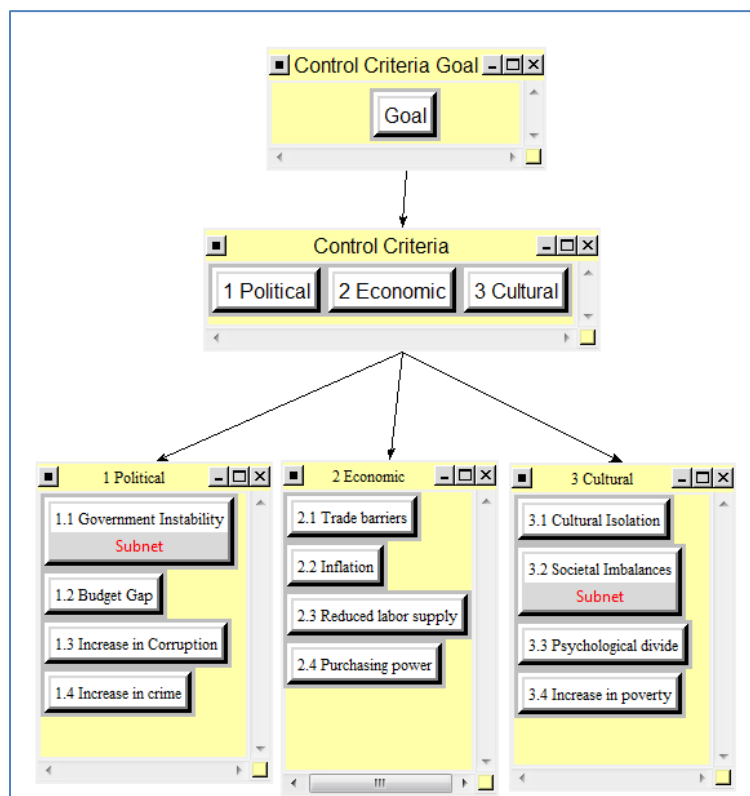 Control Criteria Goal
Goal
Control Criteria
1 Political
2 Economic
3 Cultural
1 Political
1.1 Government Instability
Subnet
1.2 Budget Gap
1.3 Increase in Corruption
1.4 Increase in crime
2 Economic
2.1 Trade barriers
2.2 Inflation
2.3 Reduced labor supply
2.4 Purchasing power
3 Cultural
3.1 Cultural Isolation
3.2 Societal Imbalances
Subnet
3.3 Psychological divide
3.4 Increase in poverty